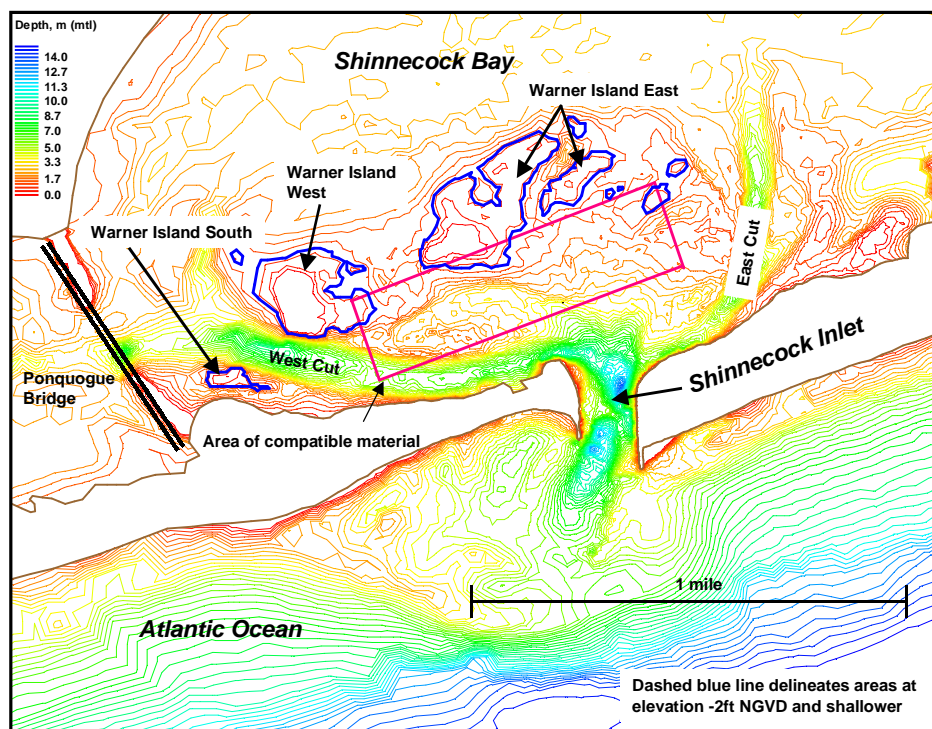 Depth, m (mtl)
14.0
12.7
11.3
10.0
8.7
7.0
5.0
3.3
1.7
0.0
Shinnecock Bay
Warner Island East
Warner Island
West
Warner Island South
East Cut
West Cut
Shinnecock Inlet
Ponquogue
Bridge
Area of compatible material
1 mile
Atlantic Ocean
Dashed blue line delineates areas at
elevation -2ft NGVD and shallower